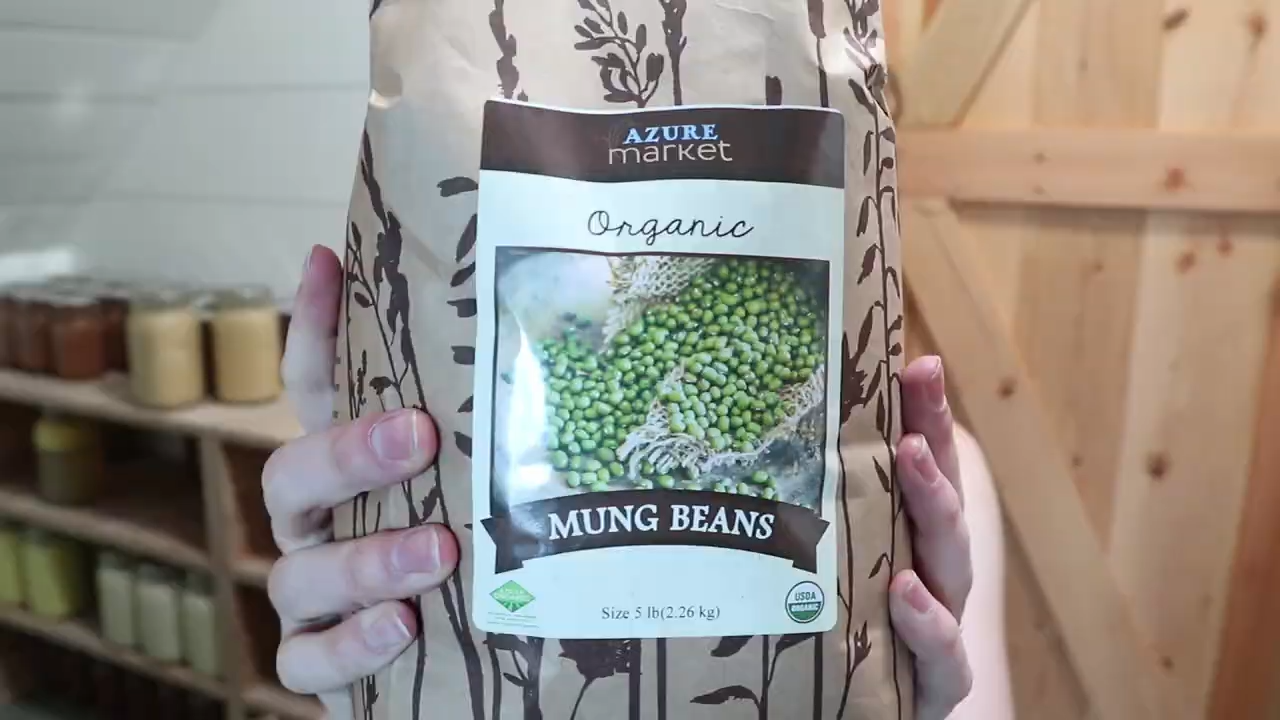 AZURE
market
Organic
MUNG BEANS
Size 5 lb(2.26 kg)
USDA
ORGANIC